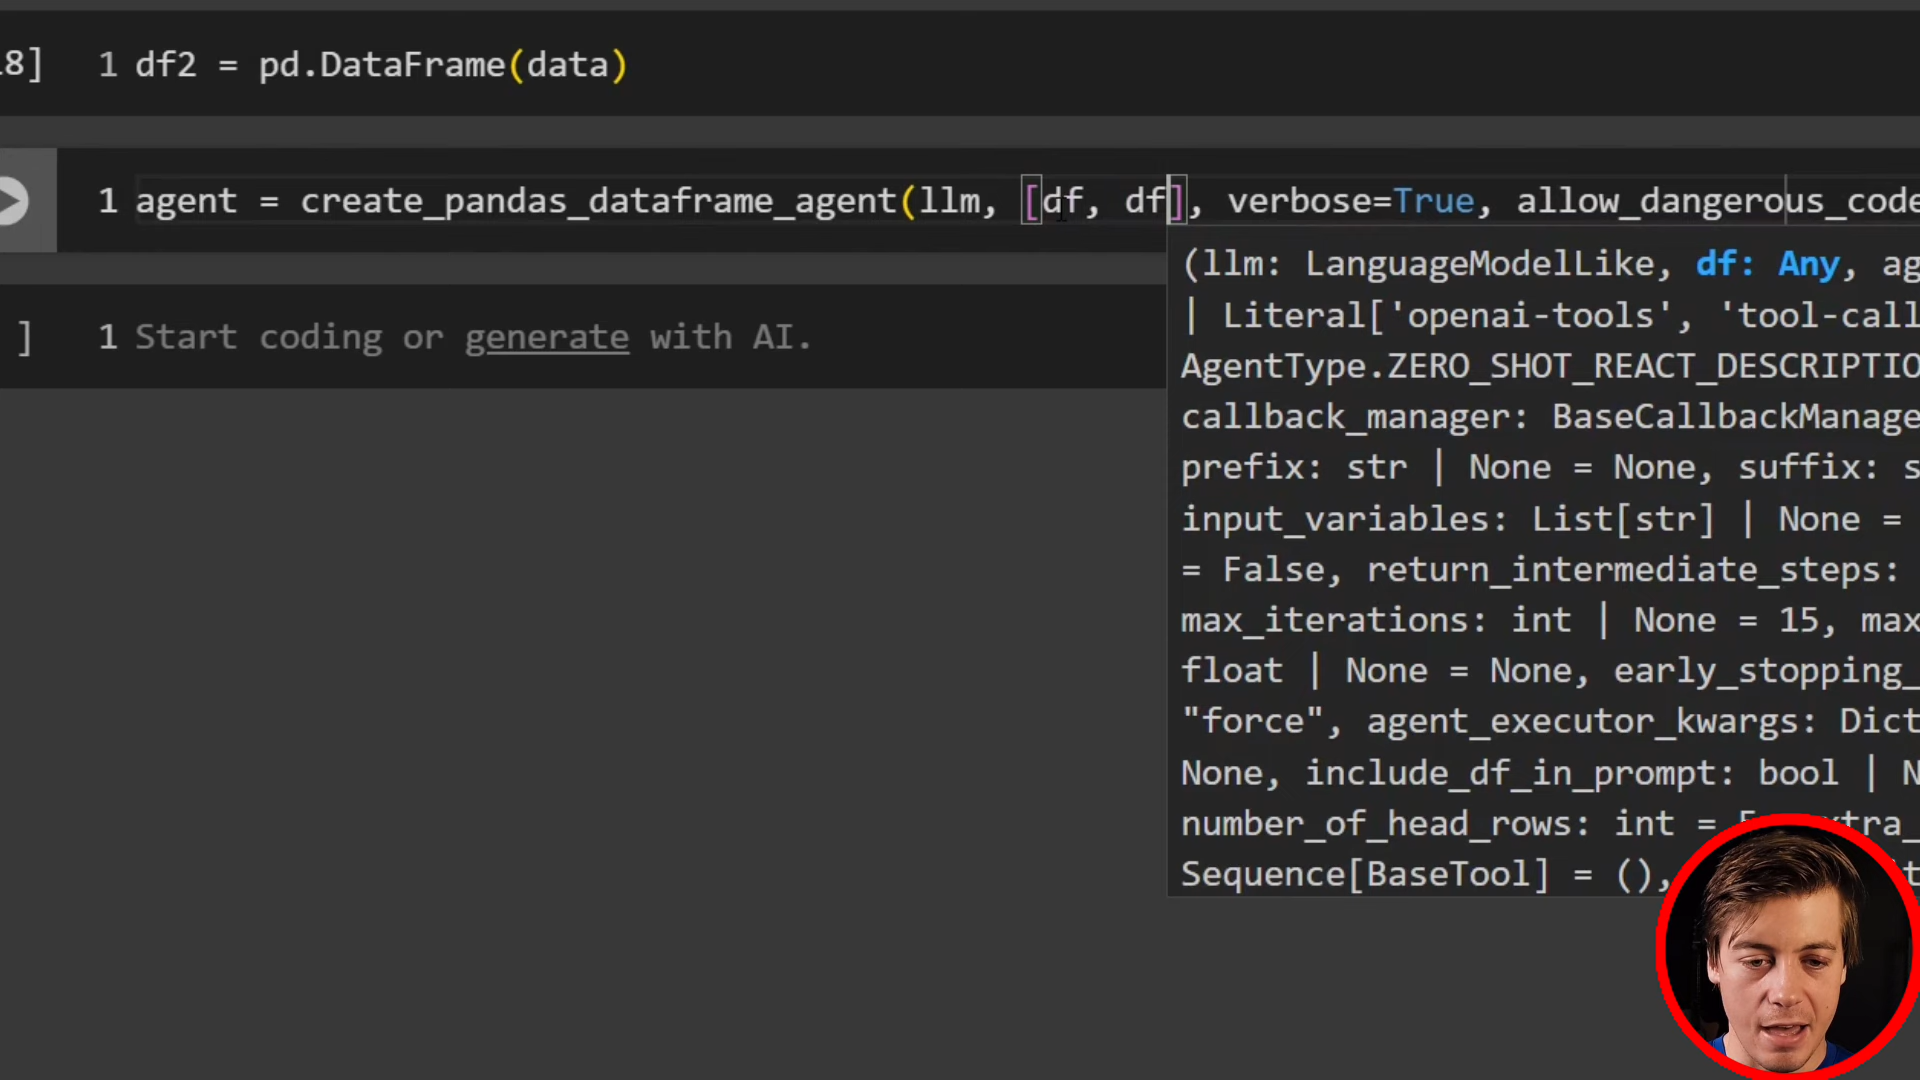 18] 1 df2 = pd.DataFrame(data)
1 agent = create_pandas_dataframe_agent(llm, [df, df], verbose=True, allow_dangerous_code
(llm: LanguageModelLike, df: Any, ag
| Literal['openai-tools', 'tool-call
] 1 Start coding or generate with AI.
AgentType.ZERO_SHOT_REACT_DESCRIPTIO
callback_manager: BaseCallbackManage
prefix: str | None = None, suffix: s
input_variables: List[str] | None =
= False, return_intermediate_steps:
max_iterations: int | None = 15, max
float | None = None, early_stopping_
"force", agent_executor_kwargs: Dict
None, include_df_in_prompt: bool | N
number_of_head_rows: int = xtra_
Sequence[BaseTool] = (),